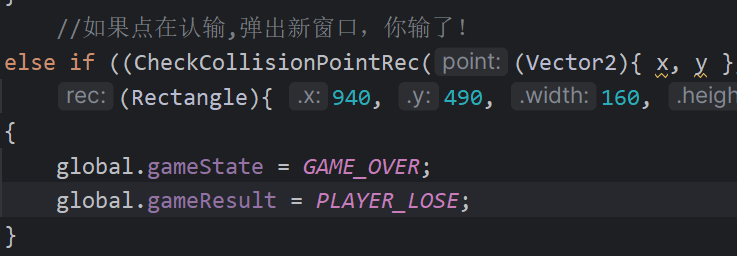 //如果点在认输,弹出新窗口，你输了！
else if ((CheckCollisionPointRec( point: (Vector2){ x, y }
rec: (Rectangle){ .x: 940, .y: 490, .width: 160,
{
global.gameState = GAME_OVER;
global.gameResult = PLAYER_LOSE;
}